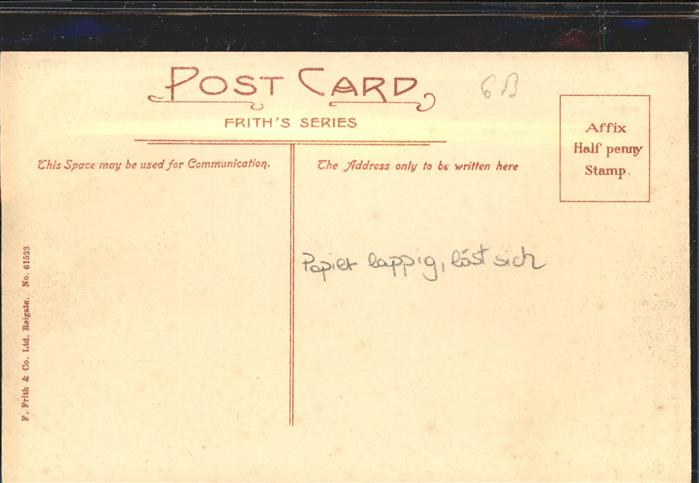 POST CARD
6B
FRITH'S SERIES
This Space may be used for Communication.
The Address only to be written here
Affix
Half penny
Stamp.
Papier lappig, löst sich
F. Frith & Co. Ltd. Reigate. No. 61523